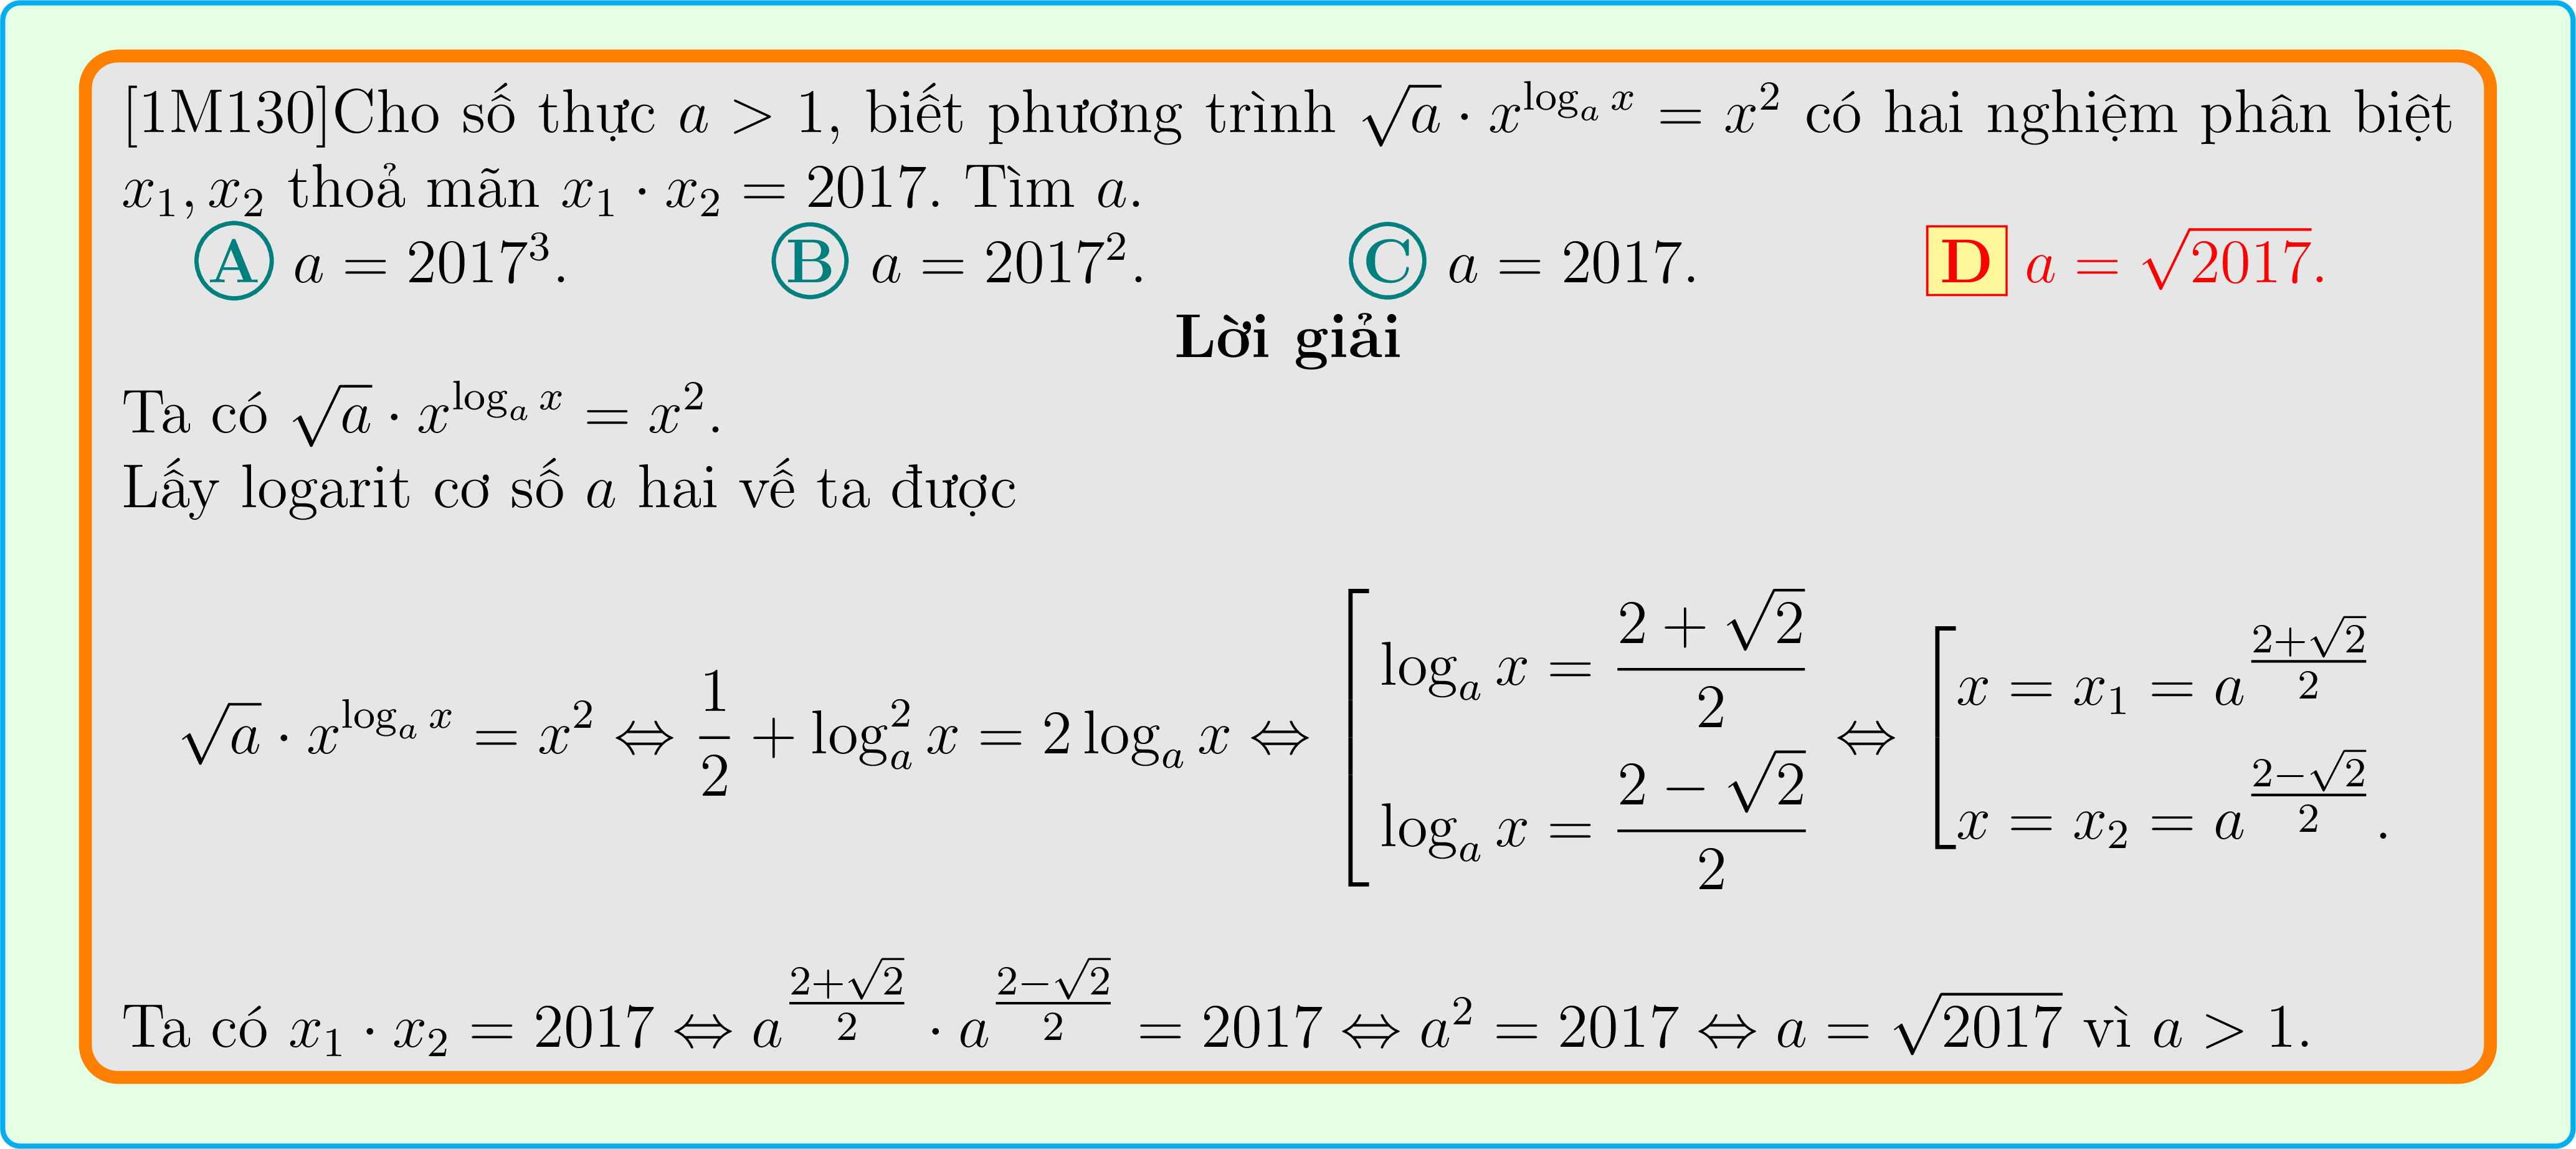 [1M130]Cho số thực $a > 1$, biết phương trình $\sqrt{a} \cdot x^{\log_a x} = x^2$ có hai nghiệm phân biệt
$x_1, x_2$ thoả mãn $x_1 \cdot x_2 = 2017$. Tìm $a$.
A $a = 2017^3$. B $a = 2017^2$. C $a = 2017$. D $a = \sqrt{2017}$.
Lời giải
Ta có $\sqrt{a} \cdot x^{\log_a x} = x^2$.
Lấy logarit cơ số $a$ hai vế ta được
$\sqrt{a} \cdot x^{\log_a x} = x^2 \Leftrightarrow \dfrac{1}{2} + \log_a^2 x = 2\log_a x \Leftrightarrow \left[\begin{array}{l} \log_a x = \dfrac{2+\sqrt{2}}{2} \\ \log_a x = \dfrac{2-\sqrt{2}}{2} \end{array}\right. \Leftrightarrow \left[\begin{array}{l} x = x_1 = a^{\frac{2+\sqrt{2}}{2}} \\ x = x_2 = a^{\frac{2-\sqrt{2}}{2}}. \end{array}\right.$
Ta có $x_1 \cdot x_2 = 2017 \Leftrightarrow a^{\frac{2+\sqrt{2}}{2}} \cdot a^{\frac{2-\sqrt{2}}{2}} = 2017 \Leftrightarrow a^2 = 2017 \Leftrightarrow a = \sqrt{2017}$ vì $a > 1$.